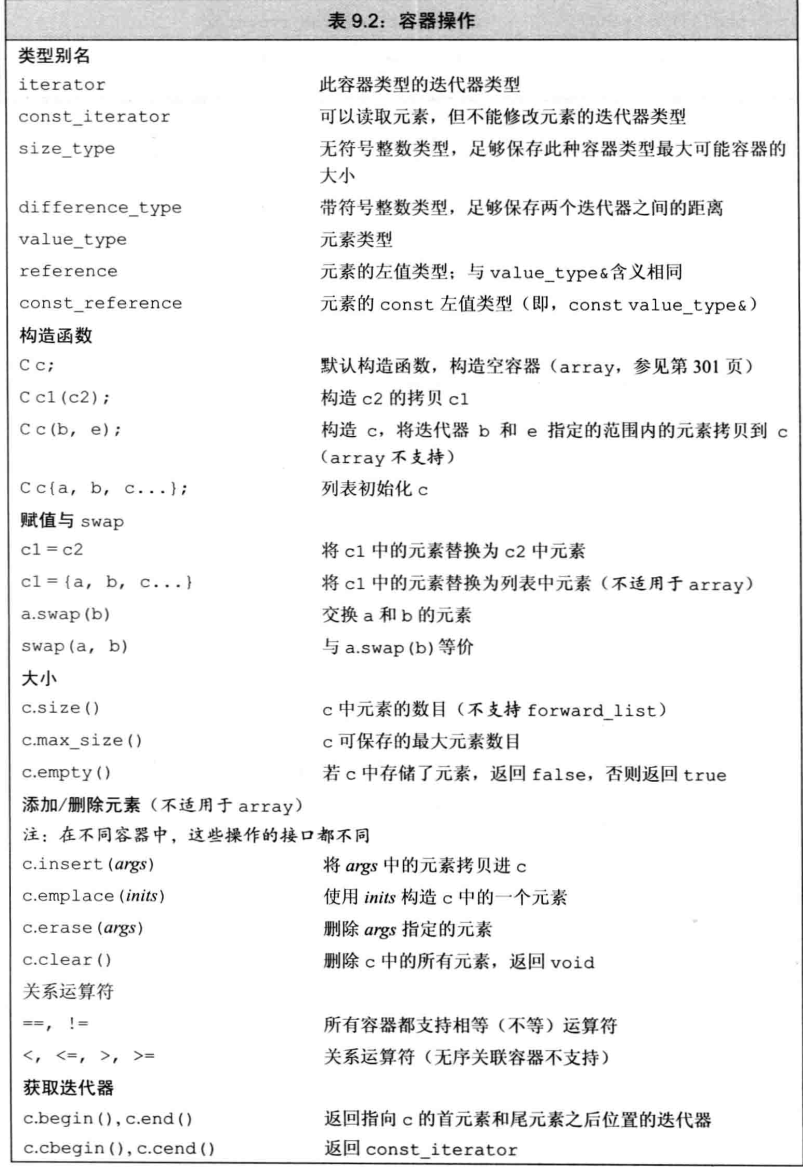 表 9.2：容器操作
类型别名
iterator 此容器类型的迭代器类型
const_iterator 可以读取元素，但不能修改元素的迭代器类型
size_type 无符号整数类型，足够保存此种容器类型最大可能容器的
大小
difference_type 带符号整数类型，足够保存两个迭代器之间的距离
value_type 元素类型
reference 元素的左值类型；与 value_type&含义相同
const_reference 元素的 const 左值类型（即，const value_type&）
构造函数
C c; 默认构造函数，构造空容器（array，参见第 301 页）
C c1(c2); 构造 c2 的拷贝 c1
C c(b, e); 构造 c，将迭代器 b 和 e 指定的范围内的元素拷贝到 c
（array 不支持）
C c{a, b, c...}; 列表初始化 c
赋值与 swap
c1 = c2 将 c1 中的元素替换为 c2 中元素
c1 = {a, b, c...} 将 c1 中的元素替换为列表中元素（不适用于 array）
a.swap(b) 交换 a 和 b 的元素
swap(a, b) 与 a.swap(b)等价
大小
c.size() c 中元素的数目（不支持 forward_list）
c.max_size() c 可保存的最大元素数目
c.empty() 若 c 中存储了元素，返回 false，否则返回 true
添加/删除元素（不适用于 array）
注：在不同容器中，这些操作的接口都不同
c.insert(args) 将 args 中的元素拷贝进 c
c.emplace(inits) 使用 inits 构造 c 中的一个元素
c.erase(args) 删除 args 指定的元素
c.clear() 删除 c 中的所有元素，返回 void
关系运算符
==, != 所有容器都支持相等（不等）运算符
<, <=, >, >= 关系运算符（无序关联容器不支持）
获取迭代器
c.begin(), c.end() 返回指向 c 的首元素和尾元素之后位置的迭代器
c.cbegin(), c.cend() 返回 const_iterator